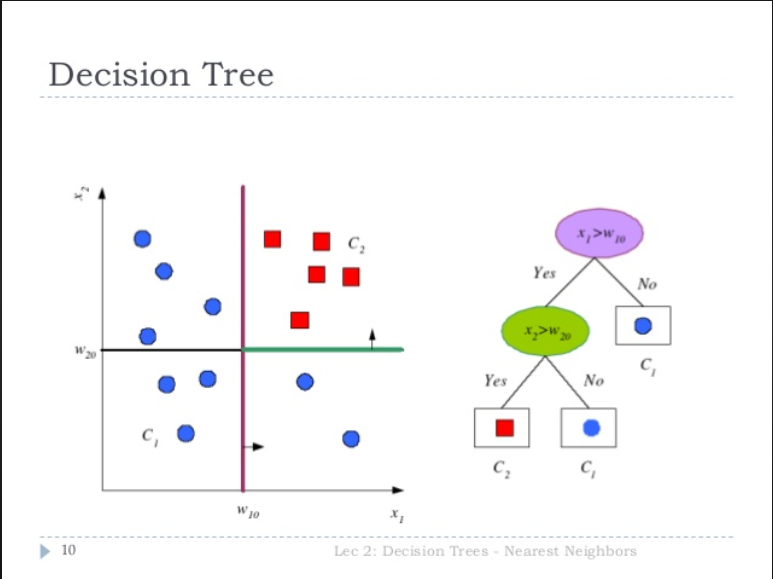 Decision Tree
x2
C2
w20
C1
w10
x1
x1>w10
Yes
No
x2>w20
C1
Yes
No
C2
C1
10
Lec 2: Decision Trees - Nearest Neighbors